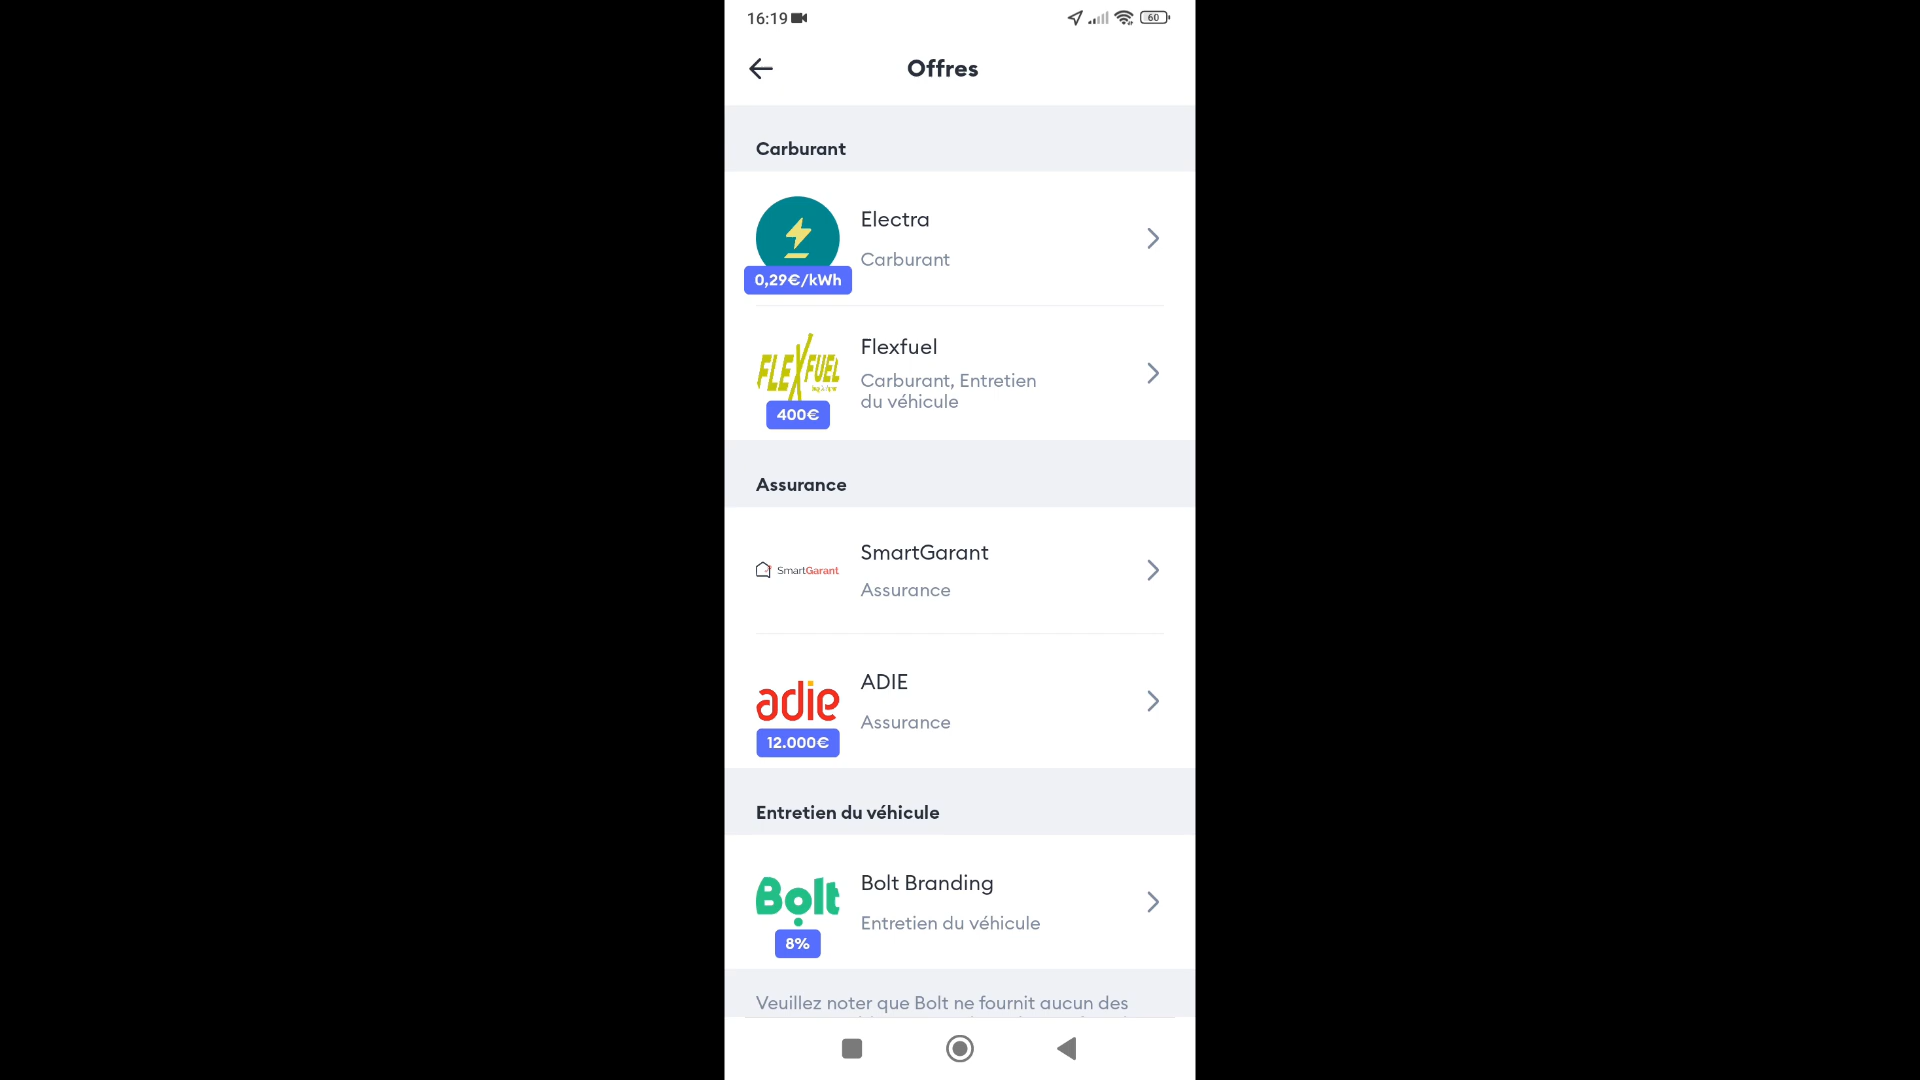 16:19
60
Offres
Carburant
Electra
Carburant
0,29€/kWh
FLEXFUEL
Flexfuel
Carburant, Entretien
du véhicule
400€
Assurance
SmartGarant
SmartGarant
Assurance
adie
ADIE
Assurance
12.000€
Entretien du véhicule
Bolt
Bolt Branding
Entretien du véhicule
8%
Veuillez noter que Bolt ne fournit aucun des